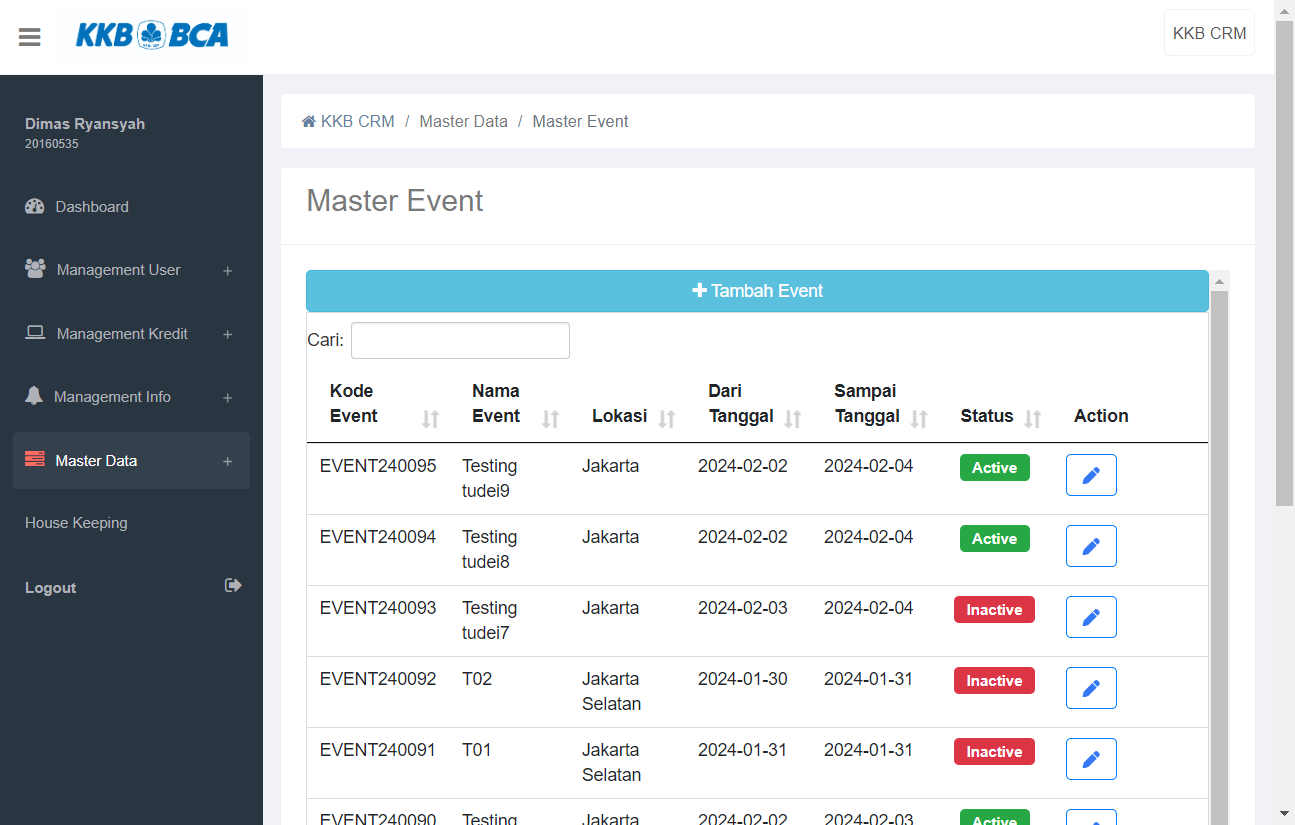 KKB BCA
KKB CRM
Dimas Ryansyah
20160535
Dashboard
Management User +
Management Kredit +
Management Info +
Master Data +
House Keeping
Logout
KKB CRM / Master Data / Master Event
Master Event
+ Tambah Event
Cari:
Kode Event Nama Event Lokasi Dari Tanggal Sampai Tanggal Status Action
EVENT240095 Testing tudei9 Jakarta 2024-02-02 2024-02-04 Active
EVENT240094 Testing tudei8 Jakarta 2024-02-02 2024-02-04 Active
EVENT240093 Testing tudei7 Jakarta 2024-02-03 2024-02-04 Inactive
EVENT240092 T02 Jakarta Selatan 2024-01-30 2024-01-31 Inactive
EVENT240091 T01 Jakarta Selatan 2024-01-31 2024-01-31 Inactive
EVENT240090 Testing Jakarta 2024-02-02 2024-02-03 Active